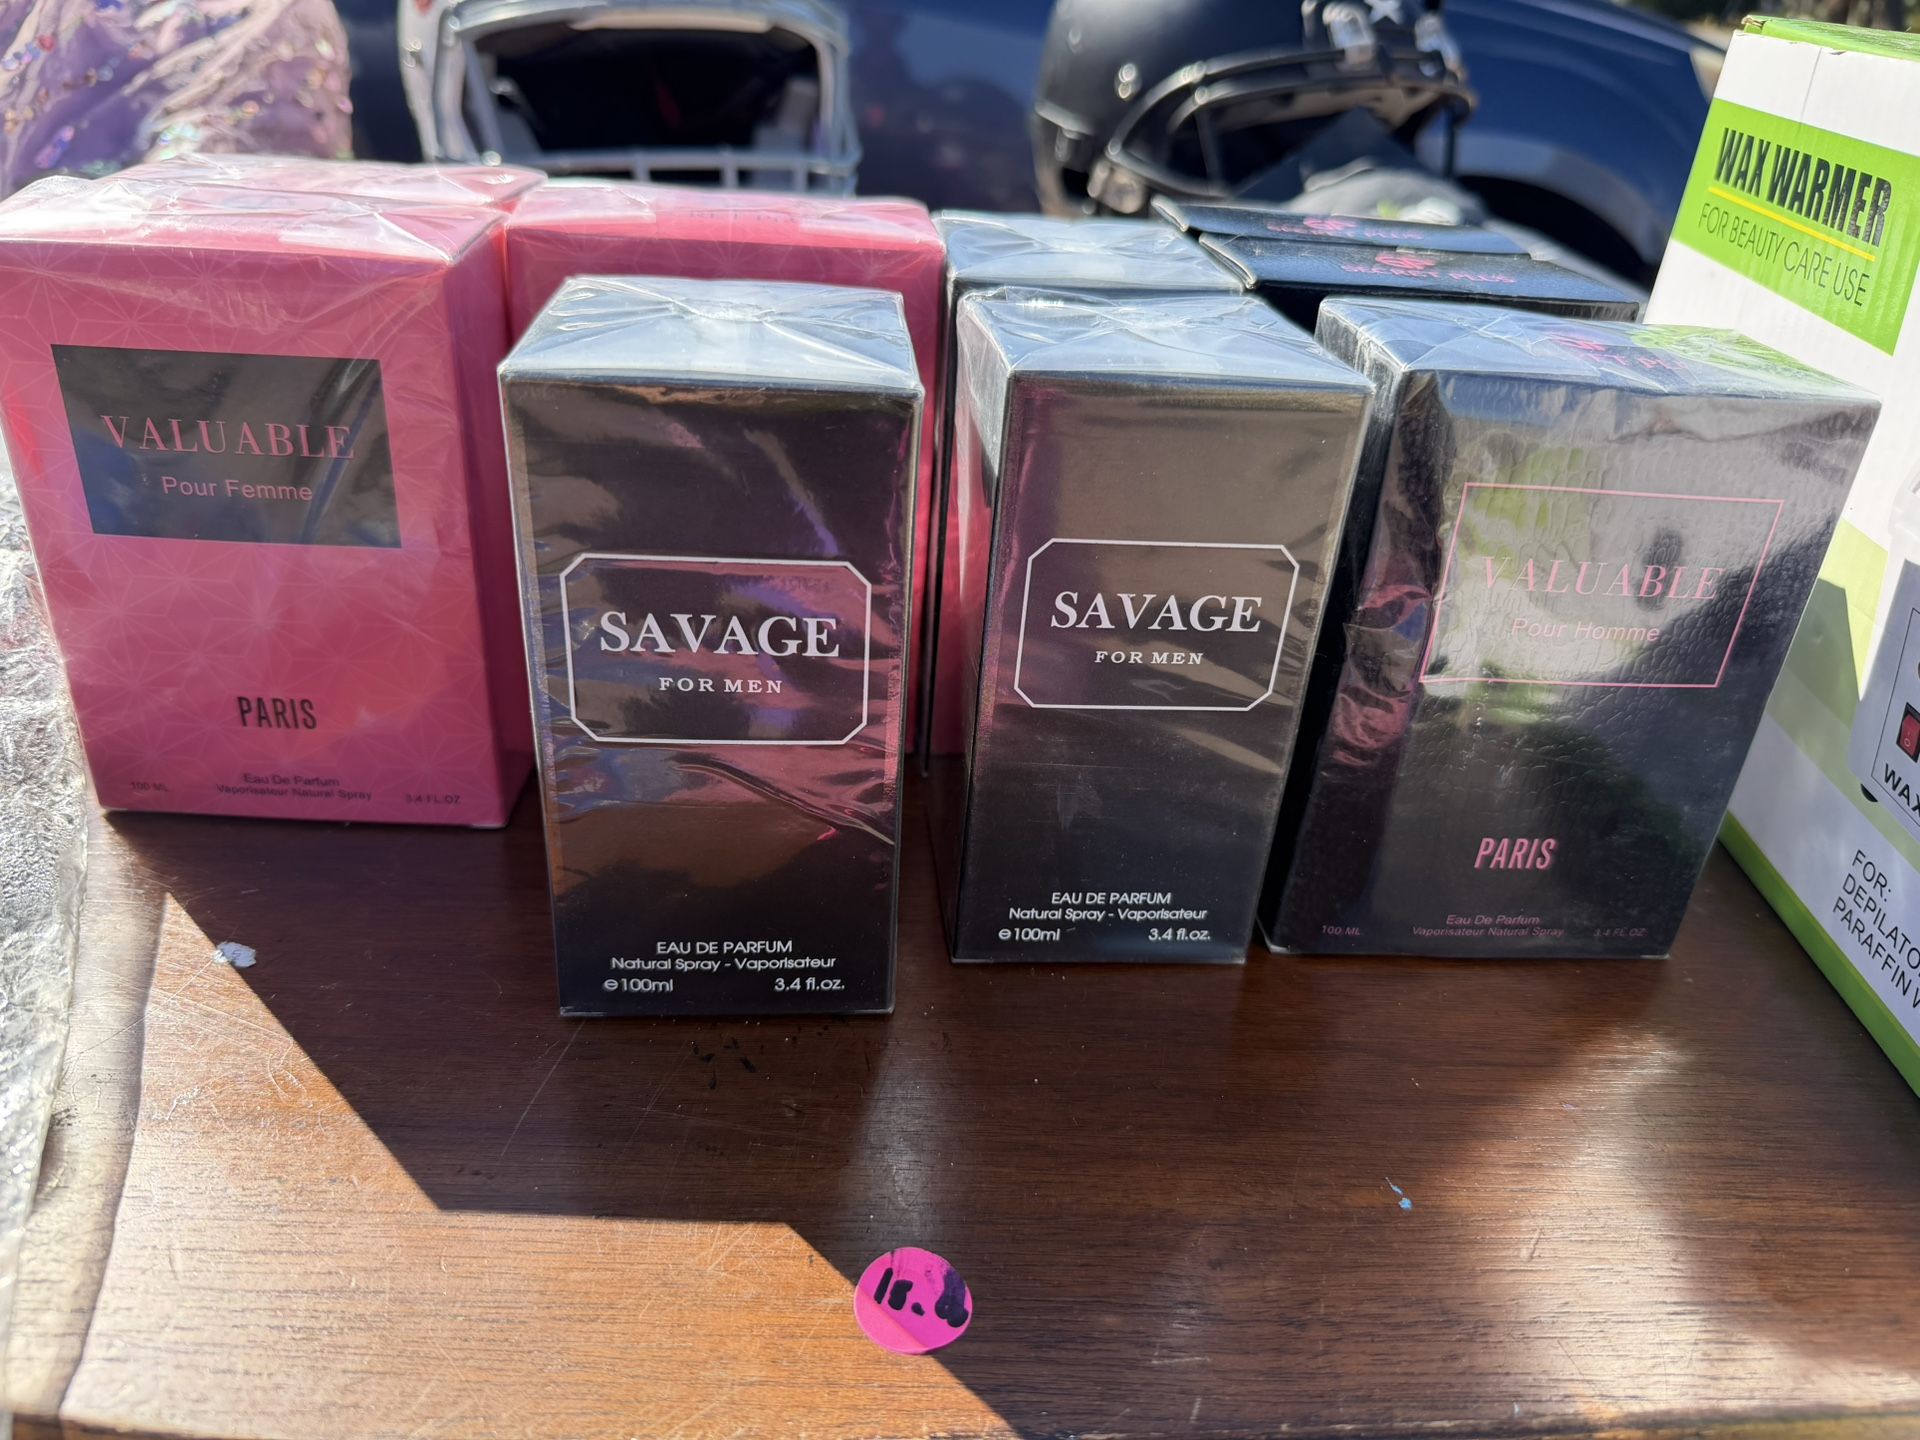 VALUABLE
Pour Femme
PARIS
Eau De Parfum
Vaporisateur Natural Spray
100 ML
3.4 FL.OZ
SAVAGE
FOR MEN
EAU DE PARFUM
Natural Spray - Vaporisateur
℮100ml 3.4 fl.oz.
SAVAGE
FOR MEN
EAU DE PARFUM
Natural Spray - Vaporisateur
℮100ml 3.4 fl.oz.
SECRET PLUS
VALUABLE
Pour Homme
PARIS
Eau De Parfum
Vaporisateur Natural Spray
100 ML
3.4 FL.OZ
WAX WARMER
FOR BEAUTY CARE USE
FOR: